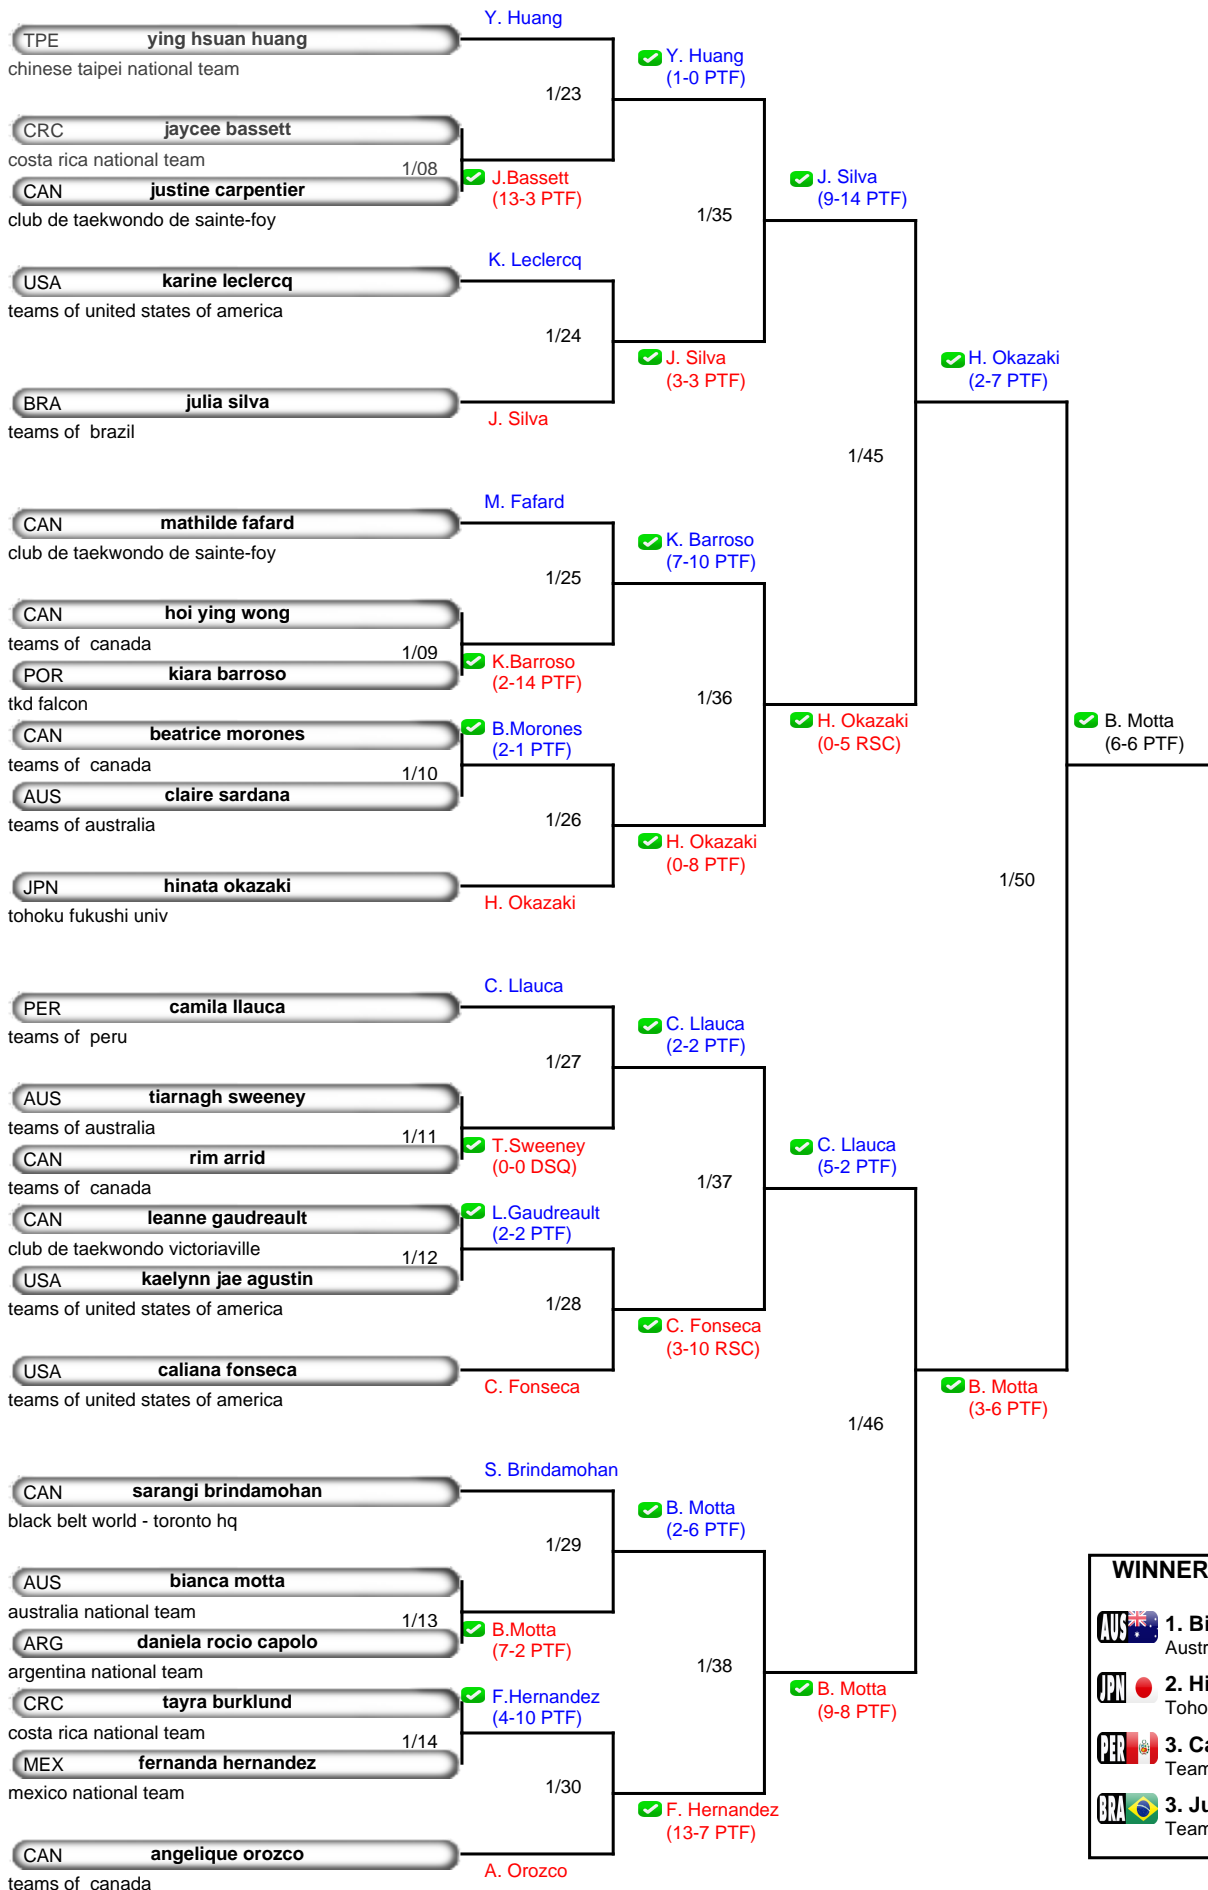 Y. Huang
TPE ying hsuan huang
chinese taipei national team
Y. Huang
(1-0 PTF)
1/23
CRC jaycee bassett
costa rica national team
1/08
J.Bassett
(13-3 PTF)
CAN justine carpentier
club de taekwondo de sainte-foy
J. Silva
(9-14 PTF)
1/35
K. Leclercq
USA karine leclercq
teams of united states of america
1/24
J. Silva
(3-3 PTF)
H. Okazaki
(2-7 PTF)
BRA julia silva
J. Silva
teams of  brazil
1/45
M. Fafard
CAN mathilde fafard
club de taekwondo de sainte-foy
K. Barroso
(7-10 PTF)
1/25
CAN hoi ying wong
teams of  canada
1/09
K.Barroso
(2-14 PTF)
POR kiara barroso
tkd falcon
1/36
CAN beatrice morones
B.Morones
(2-1 PTF)
H. Okazaki
(0-5 RSC)
B. Motta
(6-6 PTF)
teams of  canada
1/10
AUS claire sardana
teams of australia
1/26
H. Okazaki
(0-8 PTF)
JPN hinata okazaki
H. Okazaki
tohoku fukushi univ
1/50
C. Llauca
PER camila llauca
teams of  peru
C. Llauca
(2-2 PTF)
1/27
AUS tiarnagh sweeney
teams of australia
1/11
T.Sweeney
(0-0 DSQ)
CAN rim arrid
teams of  canada
C. Llauca
(5-2 PTF)
1/37
CAN leanne gaudreault
L.Gaudreault
(2-2 PTF)
club de taekwondo victoriaville
1/12
USA kaelynn jae agustin
teams of united states of america
1/28
C. Fonseca
(3-10 RSC)
USA caliana fonseca
C. Fonseca
teams of united states of america
B. Motta
(3-6 PTF)
1/46
S. Brindamohan
CAN sarangi brindamohan
black belt world - toronto hq
B. Motta
(2-6 PTF)
1/29
AUS bianca motta
australia national team
1/13
B.Motta
(7-2 PTF)
ARG daniela rocio capolo
argentina national team
1/38
CRC tayra burklund
F.Hernandez
(4-10 PTF)
B. Motta
(9-8 PTF)
costa rica national team
1/14
MEX fernanda hernandez
mexico national team
1/30
F. Hernandez
(13-7 PTF)
CAN angelique orozco
A. Orozco
teams of  canada
WINNER
AUS 1. Bi
Austr
JPN 2. Hi
Toho
PER 3. Ca
Team
BRA 3. Ju
Team